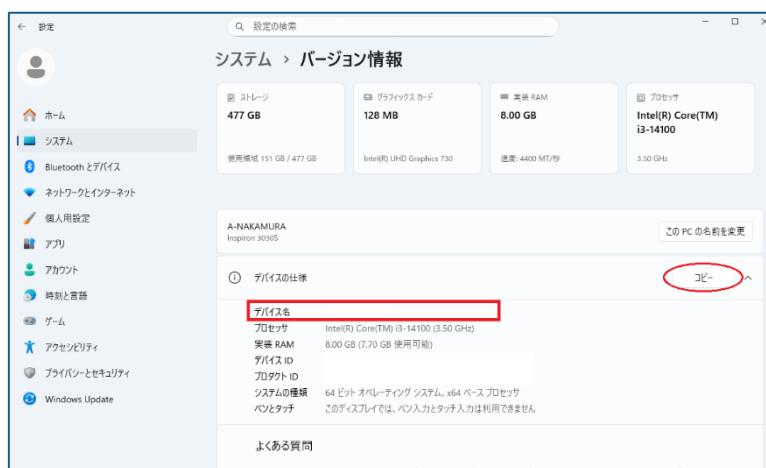 ← 設定
設定の検索
システム › バージョン情報
ホーム
システム
Bluetooth とデバイス
ネットワークとインターネット
個人用設定
アプリ
アカウント
時刻と言語
ゲーム
アクセシビリティ
プライバシーとセキュリティ
Windows Update
ストレージ
477 GB
使用領域 151 GB / 477 GB
グラフィックス カード
128 MB
Intel(R) UHD Graphics 730
実装 RAM
8.00 GB
速度: 4400 MT/秒
プロセッサ
Intel(R) Core(TM)
i3-14100
3.50 GHz
A-NAKAMURA
Inspiron 3030S
この PC の名前を変更
デバイスの仕様
コピー
デバイス名
プロセッサ Intel(R) Core(TM) i3-14100 (3.50 GHz)
実装 RAM 8.00 GB (7.70 GB 使用可能)
デバイス ID
プロダクト ID
システムの種類 64 ビット オペレーティング システム、x64 ベース プロセッサ
ペンとタッチ このディスプレイでは、ペン入力とタッチ入力は利用できません
よくある質問